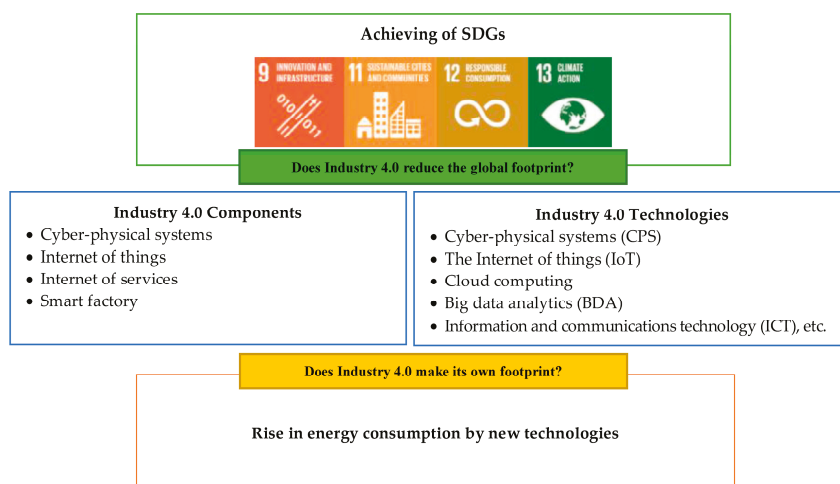 Achieving of SDGs
9 INNOVATION AND
INFRASTRUCTURE
11 SUSTAINABLE CITIES
AND COMMUNITIES
12 RESPONSIBLE
CONSUMPTION
13 CLIMATE
ACTION
010
011
Does Industry 4.0 reduce the global footprint?
Industry 4.0 Components
• Cyber-physical systems
• Internet of things
• Internet of services
• Smart factory
Industry 4.0 Technologies
• Cyber-physical systems (CPS)
• The Internet of things (IoT)
• Cloud computing
• Big data analytics (BDA)
• Information and communications technology (ICT), etc.
Does Industry 4.0 make its own footprint?
Rise in energy consumption by new technologies